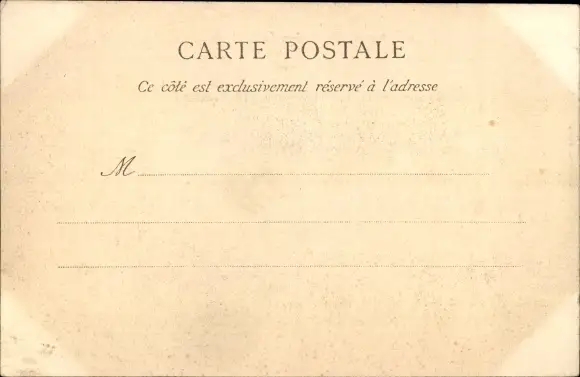 CARTE POSTALE
Ce côté est exclusivement réservé à l'adresse
M